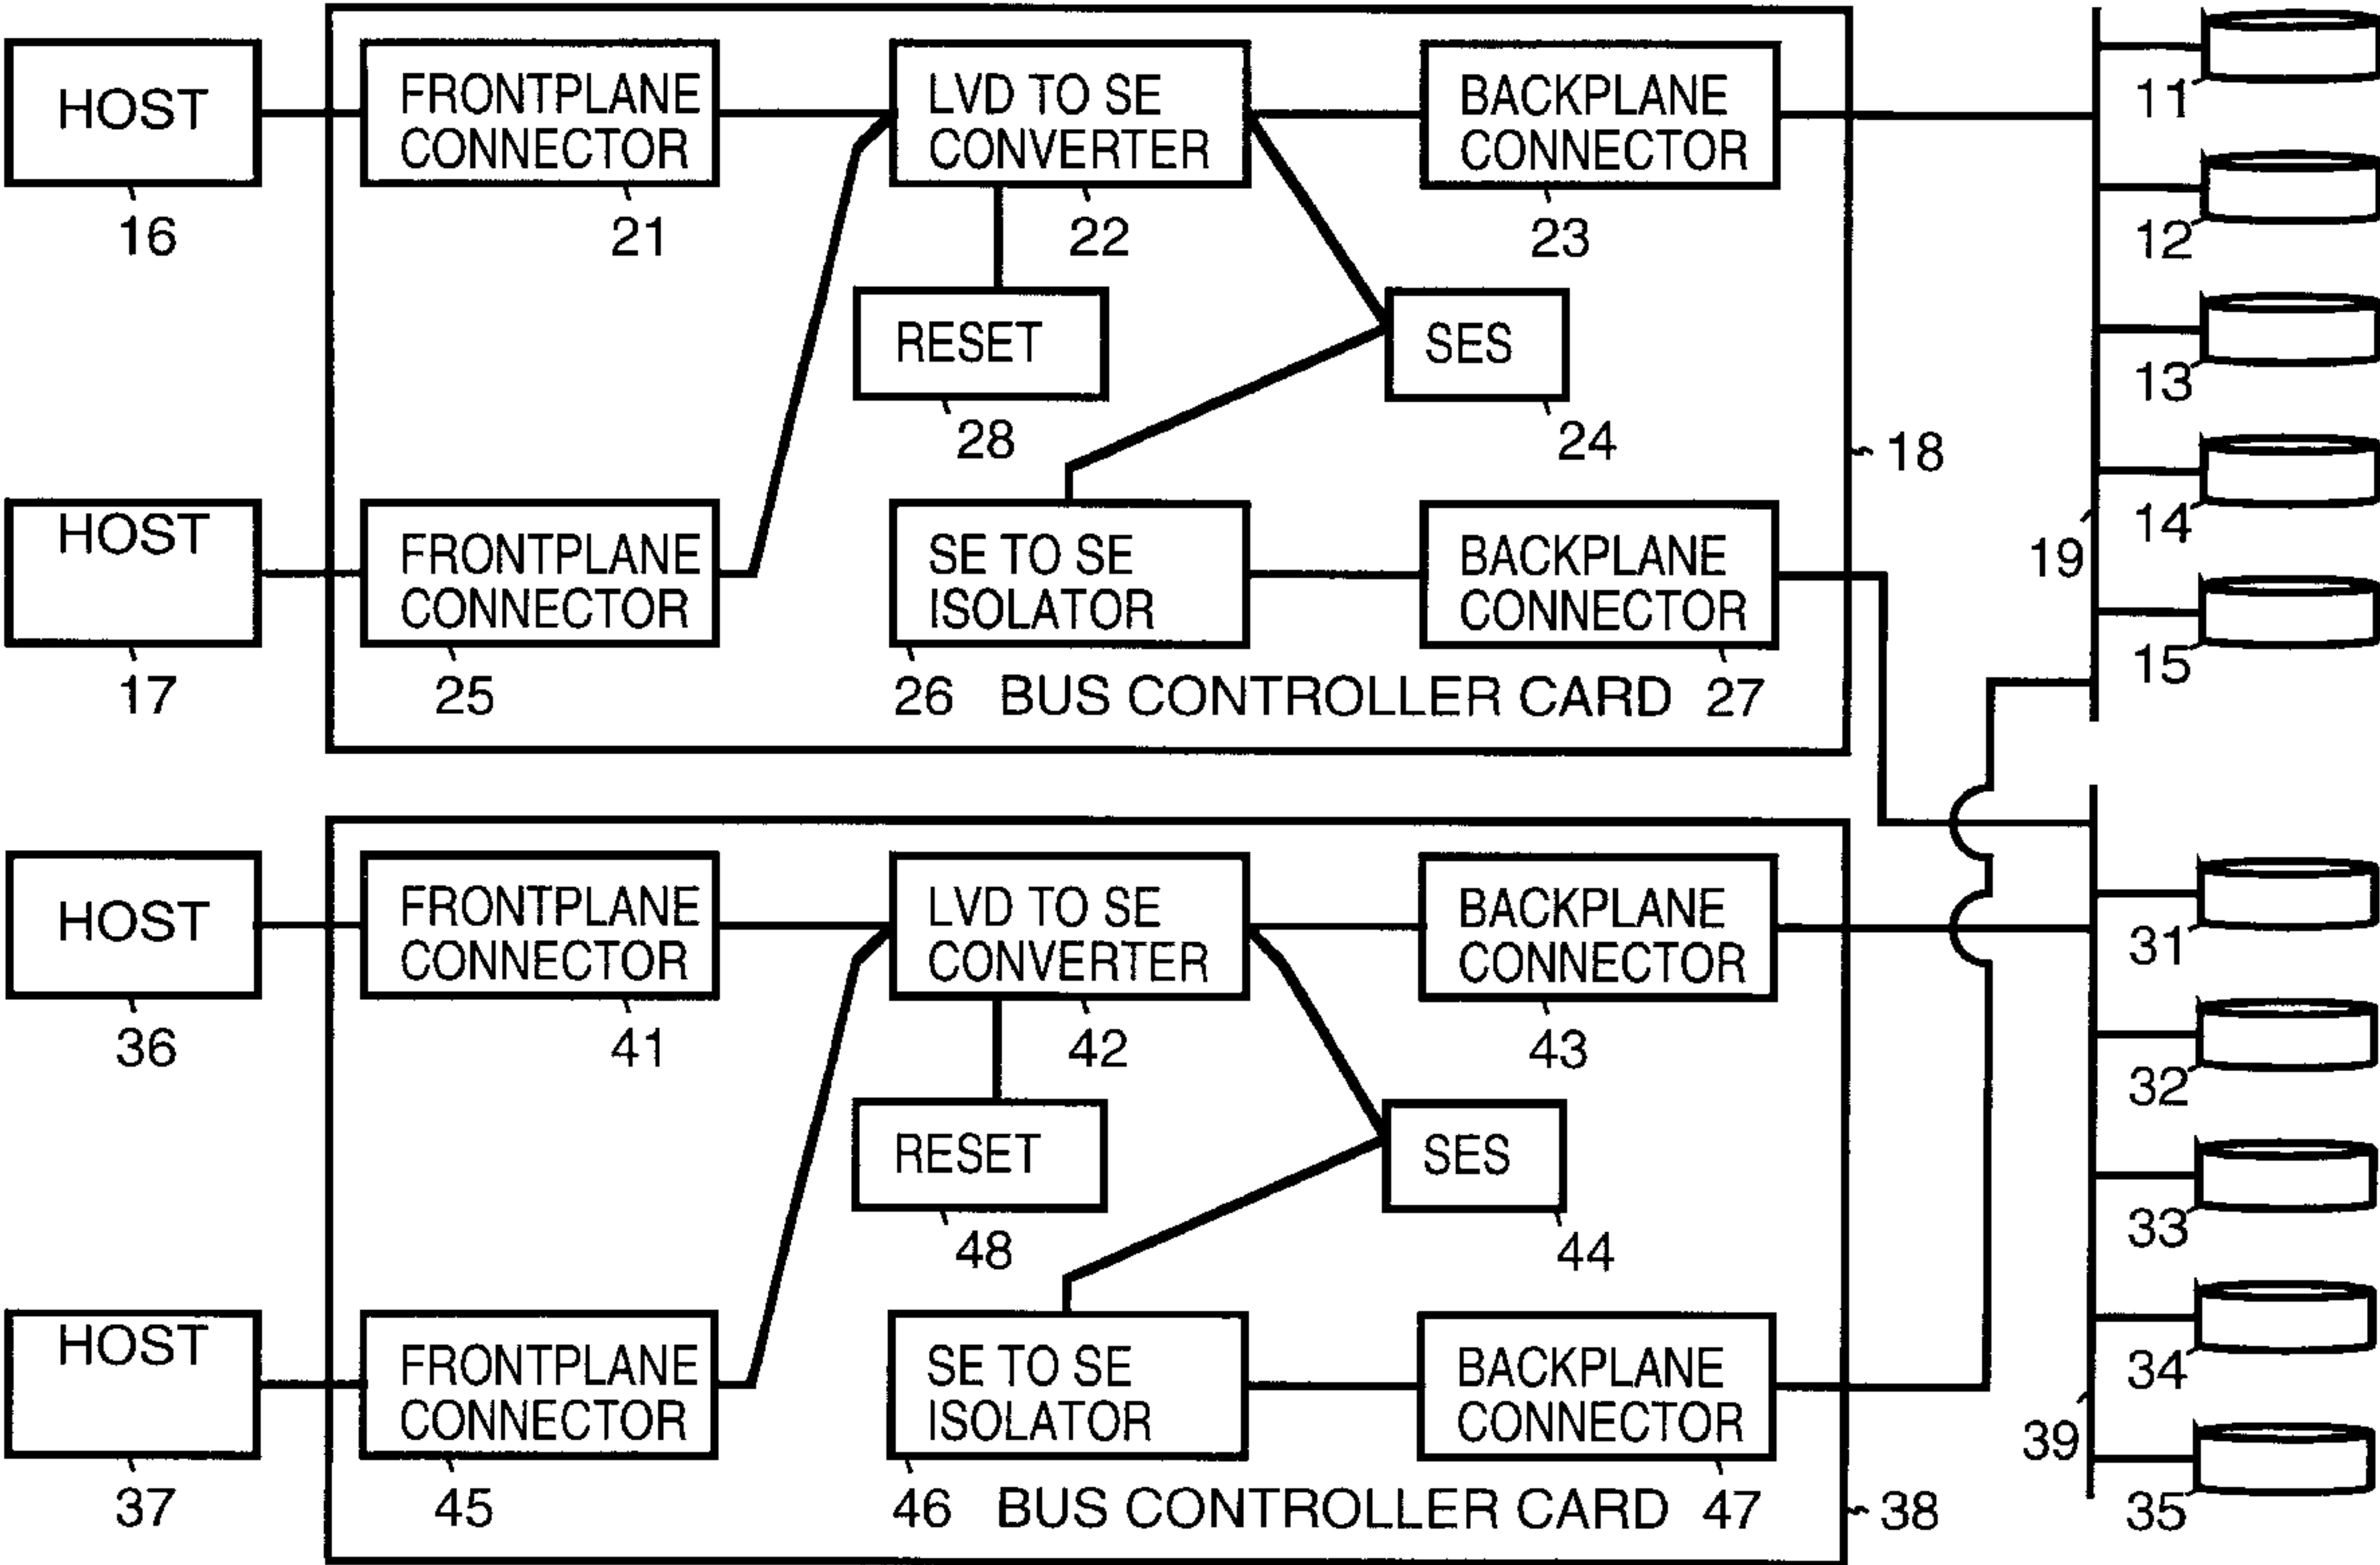 HOST
16
FRONTPLANE
CONNECTOR
21
LVD TO SE
CONVERTER
22
BACKPLANE
CONNECTOR
23
RESET
28
SES
24
HOST
17
FRONTPLANE
CONNECTOR
25
SE TO SE
ISOLATOR
26
BACKPLANE
CONNECTOR
27
BUS CONTROLLER CARD
18
19
11
12
13
14
15
HOST
36
FRONTPLANE
CONNECTOR
41
LVD TO SE
CONVERTER
42
BACKPLANE
CONNECTOR
43
RESET
48
SES
44
HOST
37
FRONTPLANE
CONNECTOR
45
SE TO SE
ISOLATOR
46
BACKPLANE
CONNECTOR
47
BUS CONTROLLER CARD
38
39
31
32
33
34
35